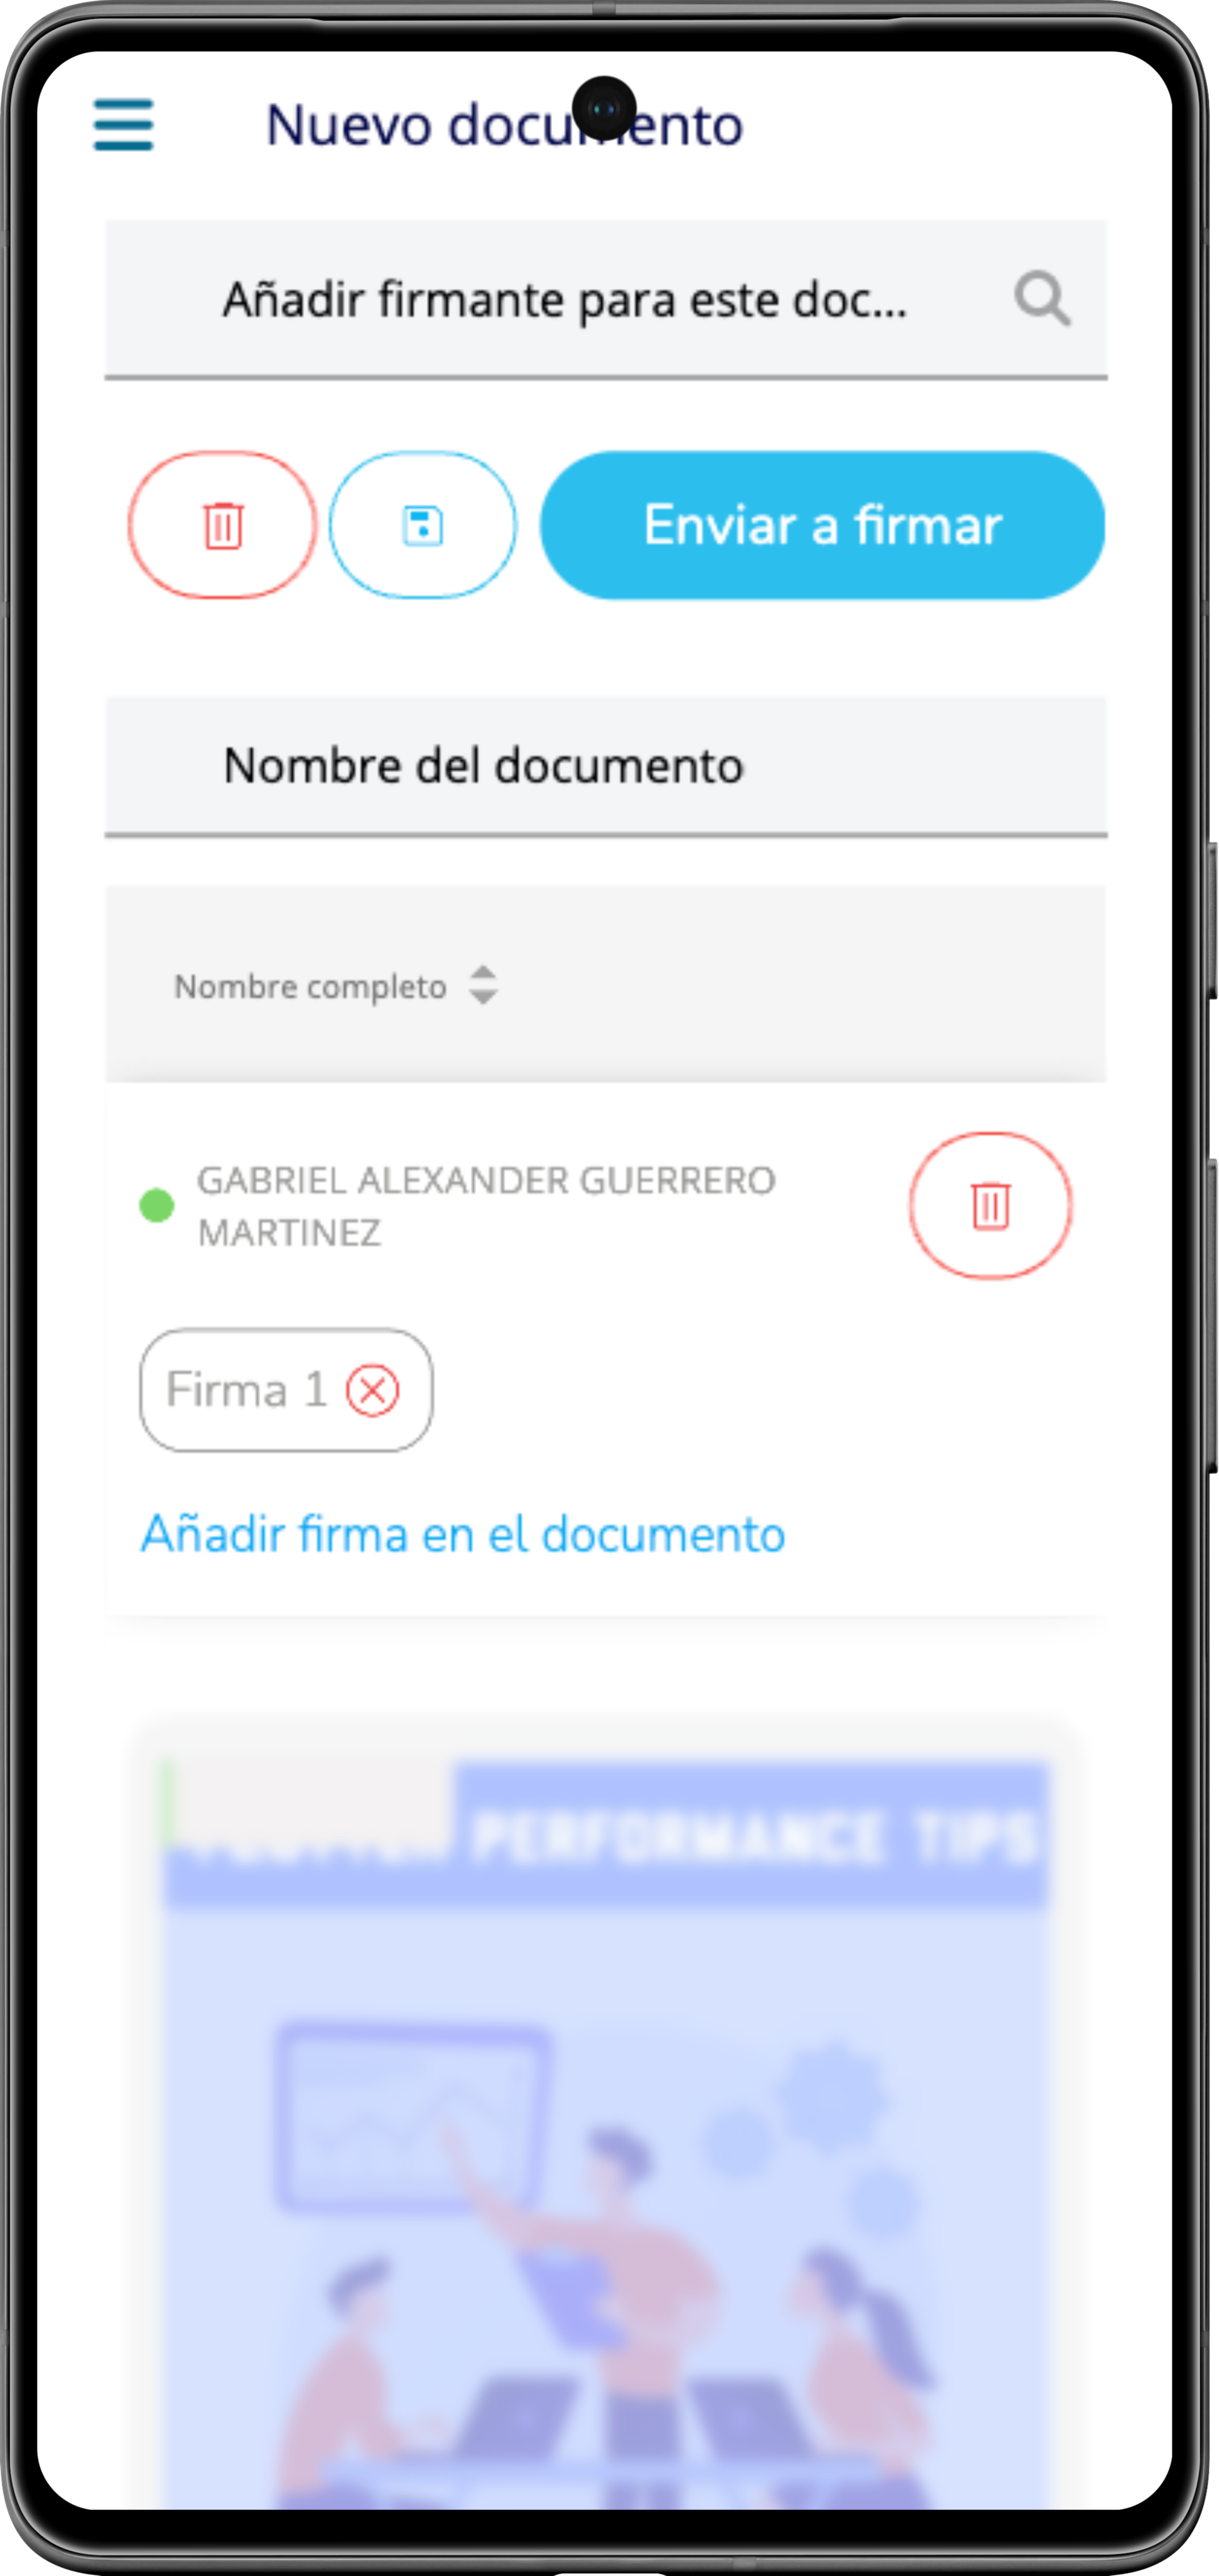 Nuevo documento
Añadir firmante para este doc...
Enviar a firmar
Nombre del documento
Nombre completo
GABRIEL ALEXANDER GUERRERO
MARTINEZ
Firma 1
Añadir firma en el documento
PERFORMANCE TIPS